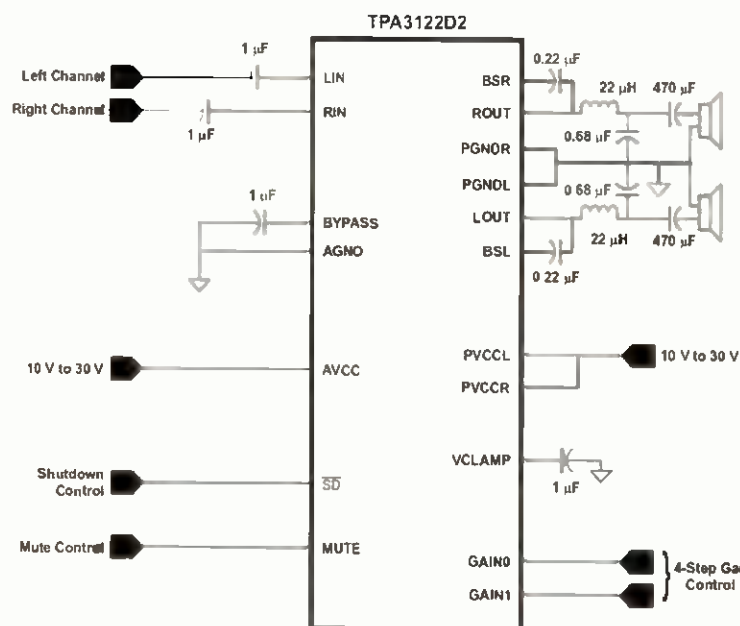 TPA3122D2
1 µF
Left Channel
LIN
Right Channel
RIN
1 µF
1 µF
BYPASS
AGND
10 V to 30 V
AVCC
Shutdown
Control
SD
Mute Control
MUTE
0.22 µF
BSR
22 µH
470 µF
ROUT
0.68 µF
PGNDR
PGNDL
0.68 µF
LOUT
22 µH
470 µF
BSL
0.22 µF
PVCCL
10 V to 30 V
PVCCR
VCLAMP
1 µF
GAIN0
4-Step Ga
Control
GAIN1